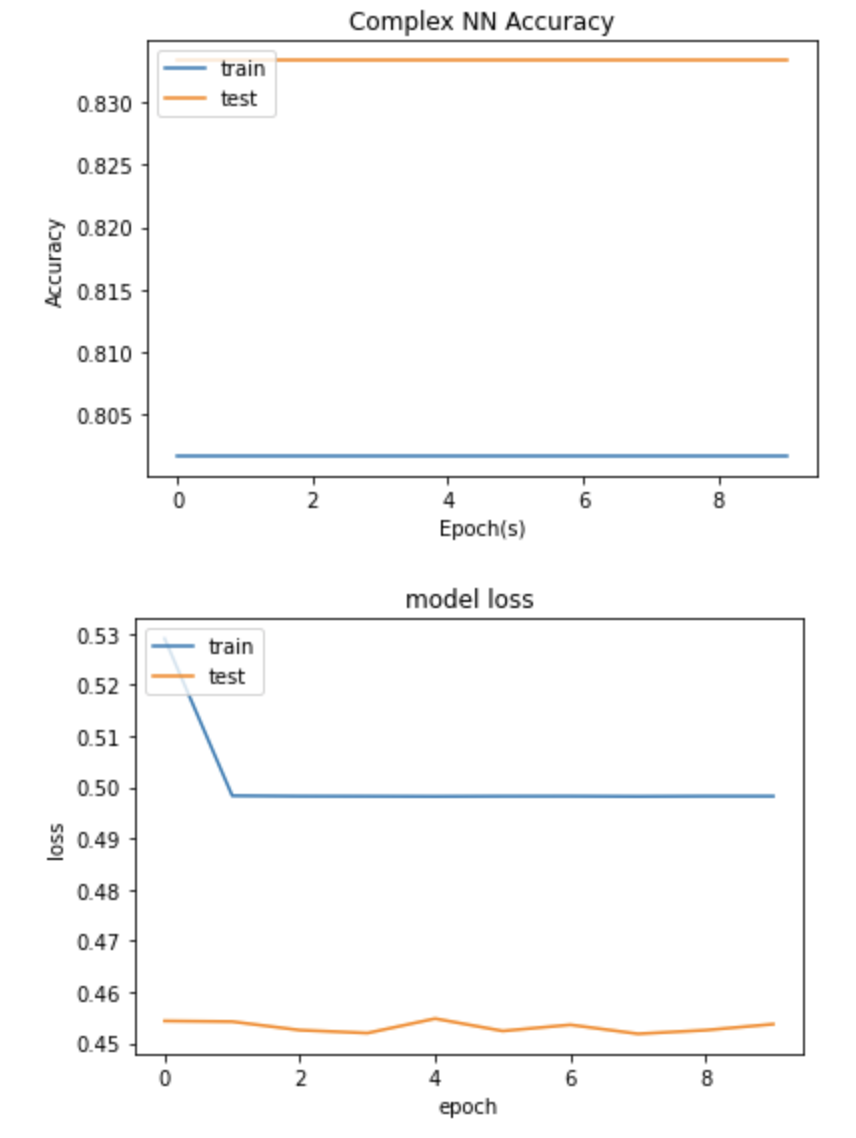 Complex NN Accuracy
train
test
0.830
0.825
0.820
0.815
0.810
0.805
Accuracy
0 2 4 6 8
Epoch(s)
model loss
train
test
0.53
0.52
0.51
0.50
0.49
0.48
0.47
0.46
0.45
loss
0 2 4 6 8
epoch